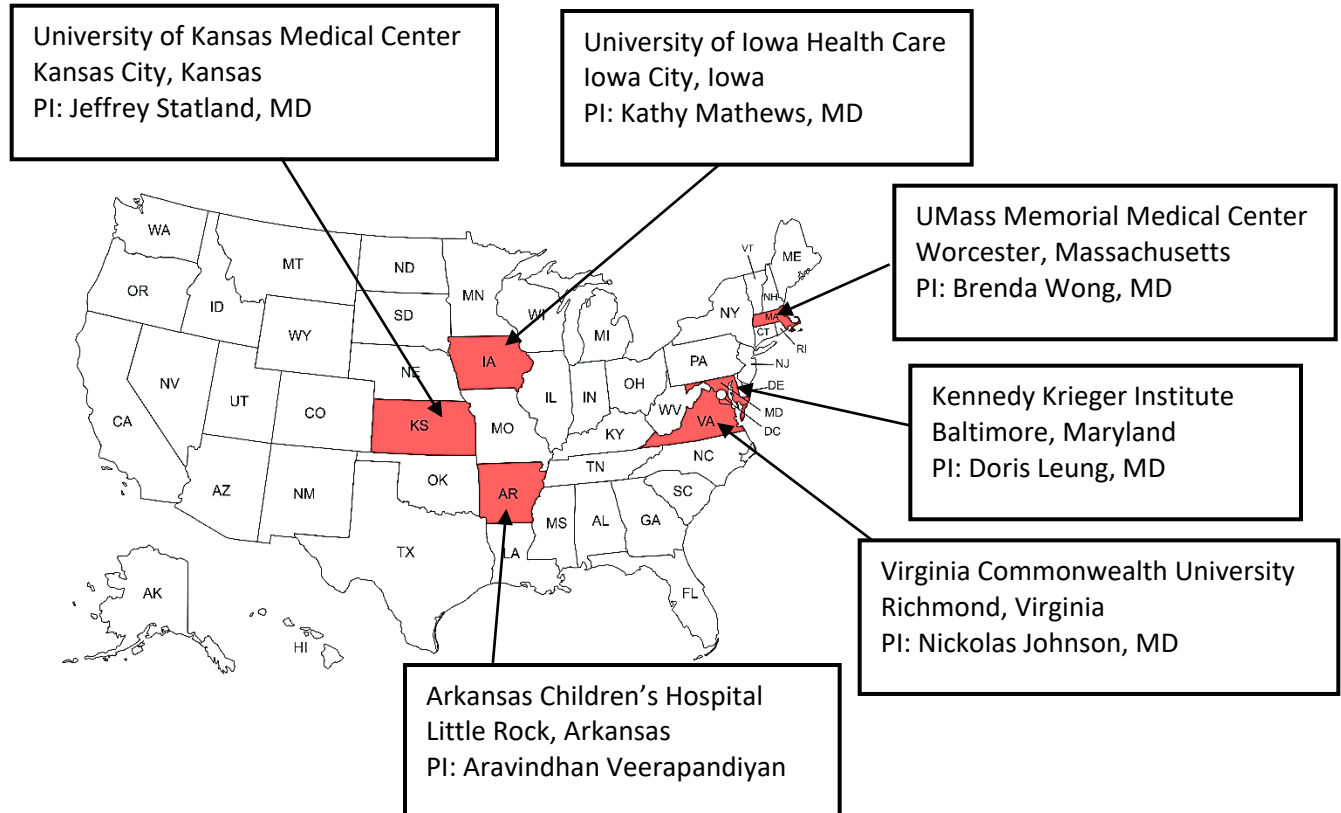 University of Kansas Medical Center
Kansas City, Kansas
PI: Jeffrey Statland, MD
University of Iowa Health Care
Iowa City, Iowa
PI: Kathy Mathews, MD
UMass Memorial Medical Center
Worcester, Massachusetts
PI: Brenda Wong, MD
Kennedy Krieger Institute
Baltimore, Maryland
PI: Doris Leung, MD
Virginia Commonwealth University
Richmond, Virginia
PI: Nickolas Johnson, MD
Arkansas Children’s Hospital
Little Rock, Arkansas
PI: Aravindhan Veerapandiyan
WA
MT
ND
MN
VT
ME
OR
ID
SD
WI
NH
WY
MI
NY
MA
CT
RI
NV
NE
IA
PA
NJ
CA
UT
CO
IL
IN
OH
DE
KS
MO
WV
VA
MD
KY
DC
AZ
NM
OK
AR
TN
NC
SC
MS
AL
GA
TX
LA
AK
FL
HI